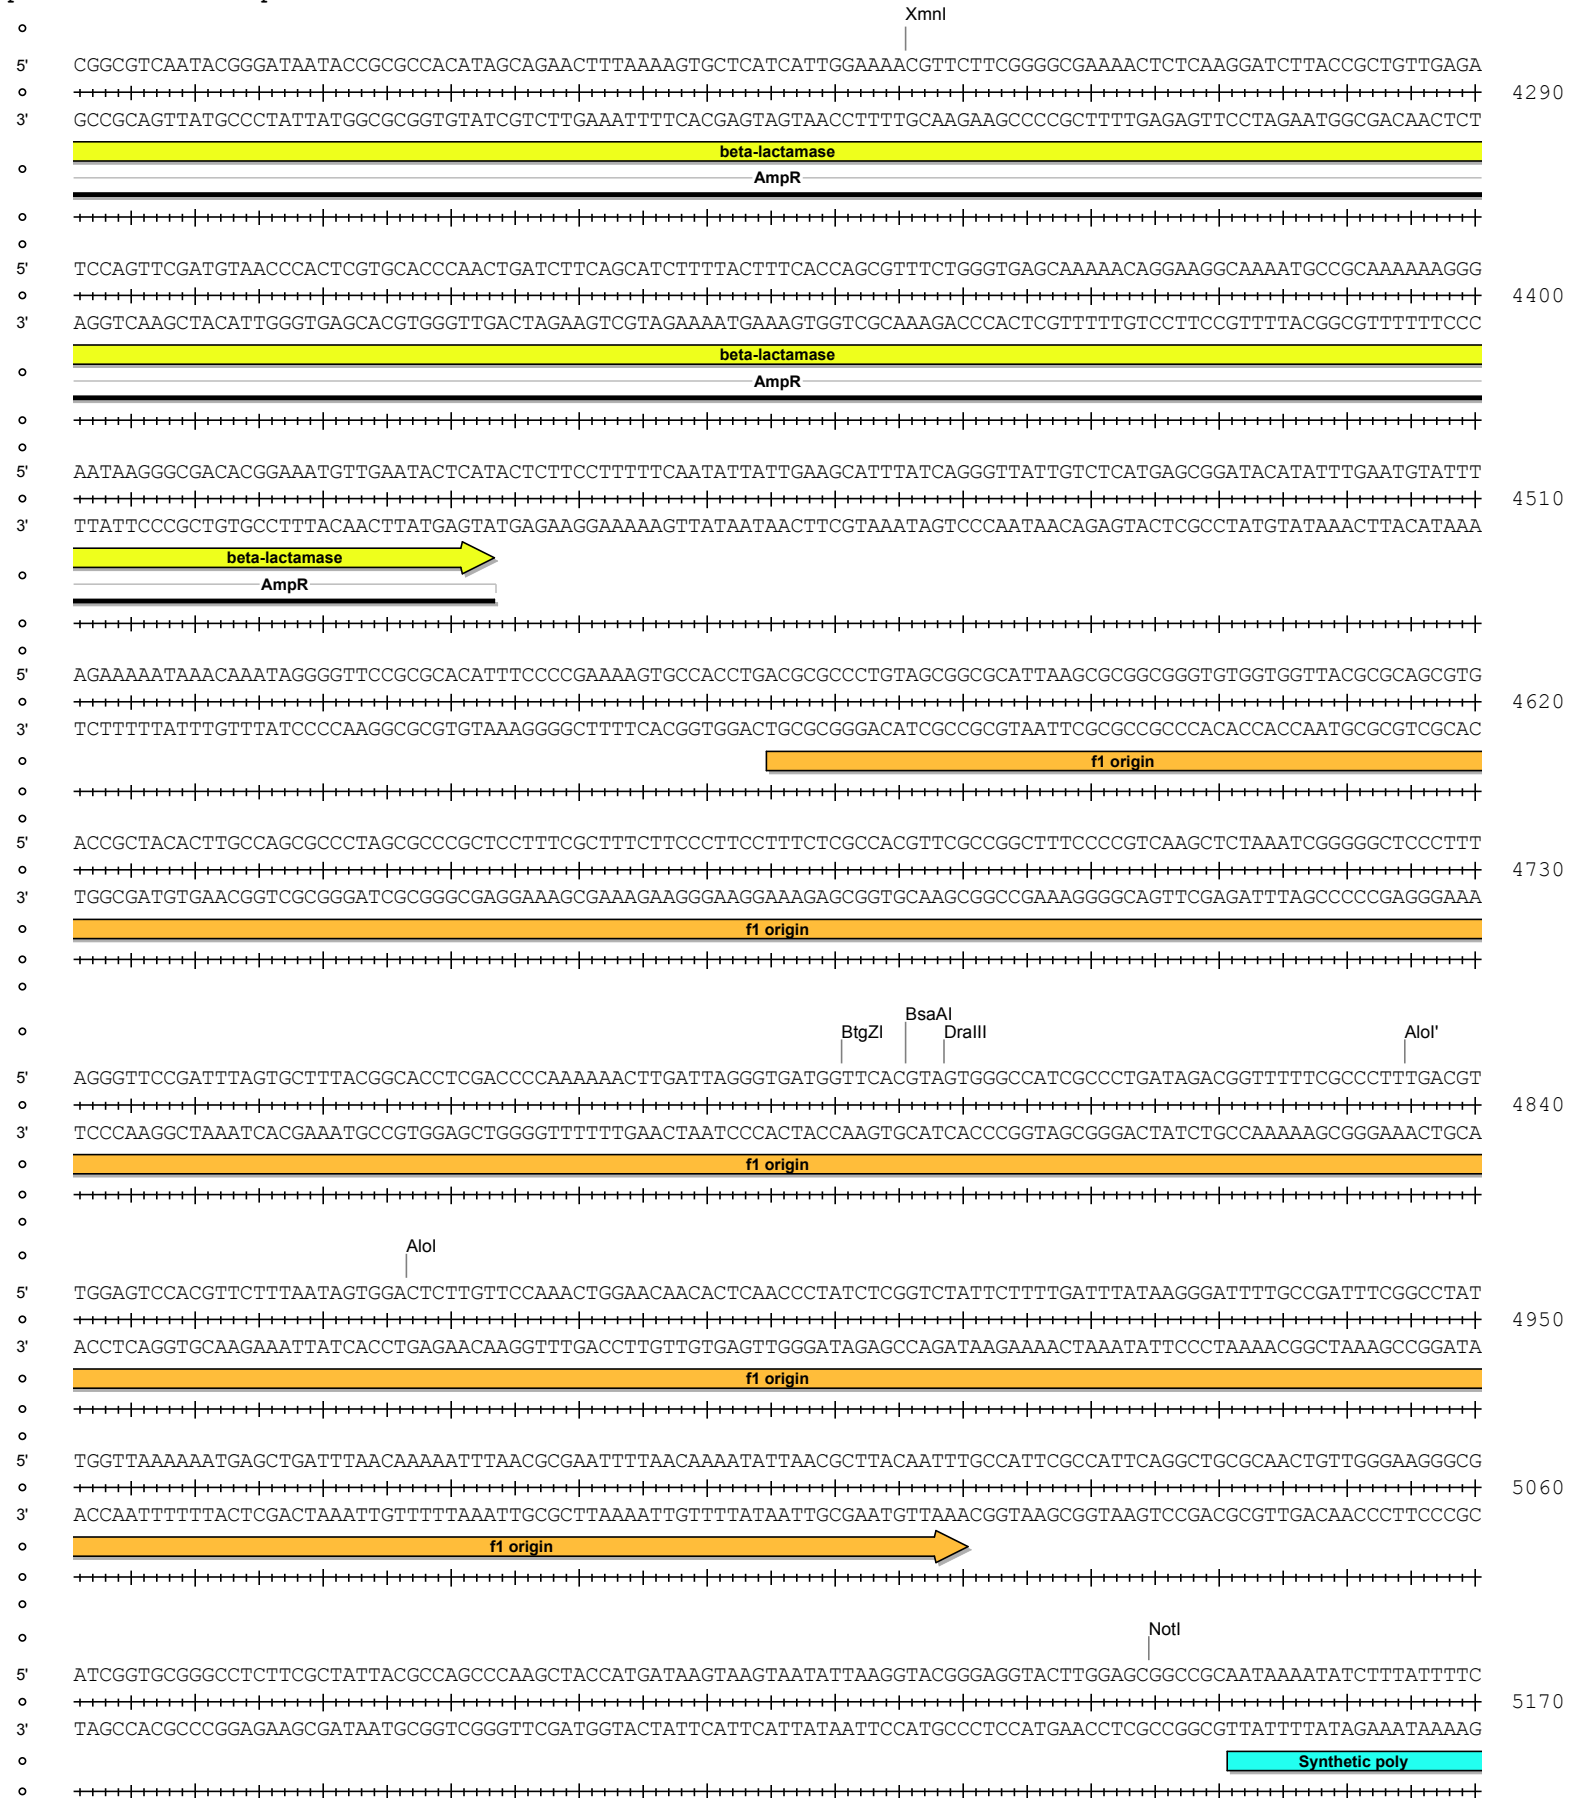 XmnI
5' CGGCGTCAATACGGGATAATACCGCGCCACATAGCAGAACTTTAAAAGTGCTCATCATTGGAAAACGTTCTTCGGGGCGAAAACTCTCAAGGATCTTACCGCTGTTGAGA
4290
3' GCCGCAGTTATGCCCTATTATGGCGCGGTGTATCGTCTTGAAATTTTCACGAGTAGTAACCTTTTGCAAGAAGCCCCGCTTTTGAGAGTTCCTAGAATGGCGACAACTCT
beta-lactamase
AmpR
5' TCCAGTTCGATGTAACCCACTCGTGCACCCAACTGATCTTCAGCATCTTTTACTTTCACCAGCGTTTCTGGGTGAGCAAAAACAGGAAGGCAAAATGCCGCAAAAAAGGG
4400
3' AGGTCAAGCTACATTGGGTGAGCACGTGGGTTGACTAGAAGTCGTAGAAAATGAAAGTGGTCGCAAAGACCCACTCGTTTTTGTCCTTCCGTTTTACGGCGTTTTTTCCC
beta-lactamase
AmpR
5' AATAAGGGCGACACGGAAATGTTGAATACTCATACTCTTCCTTTTTCAATATTATTGAAGCATTTATCAGGGTTATTGTCTCATGAGCGGATACATATTTGAATGTATTT
4510
3' TTATTCCCGCTGTGCCTTTACAACTTATGAGTATGAGAAGGAAAAAGTTATAATAACTTCGTAAATAGTCCCAATAACAGAGTACTCGCCTATGTATAAACTTACATAAA
beta-lactamase
AmpR
5' AGAAAAATAAACAAATAGGGGTTCCGCGCACATTTCCCCGAAAAGTGCCACCTGACGCGCCCTGTAGCGGCGCATTAAGCGCGGCGGGTGTGGTGGTTACGCGCAGCGTG
4620
3' TCTTTTTATTTGTTTATCCCCAAGGCGCGTGTAAAGGGGCTTTTCACGGTGGACTGCGCGGGACATCGCCGCGTAATTCGCGCCGCCCACACCACCAATGCGCGTCGCAC
f1 origin
5' ACCGCTACACTTGCCAGCGCCCTAGCGCCCGCTCCTTTCGCTTTCTTCCCTTCCTTTCTCGCCACGTTCGCCGGCTTTCCCCGTCAAGCTCTAAATCGGGGGCTCCCTTT
4730
3' TGGCGATGTGAACGGTCGCGGGATCGCGGGCGAGGAAAGCGAAAGAAGGGAAGGAAAGAGCGGTGCAAGCGGCCGAAAGGGGCAGTTCGAGATTTAGCCCCCGAGGGAAA
f1 origin
BtgZI BsaAI DraIII AloI'
5' AGGGTTCCGATTTAGTGCTTTACGGCACCTCGACCCCAAAAAACTTGATTAGGGTGATGGTTCACGTAGTGGGCCATCGCCCTGATAGACGGTTTTTCGCCCTTTGACGT
4840
3' TCCCAAGGCTAAATCACGAAATGCCGTGGAGCTGGGGTTTTTTGAACTAATCCCACTACCAAGTGCATCACCCGGTAGCGGGACTATCTGCCAAAAAGCGGGAAACTGCA
f1 origin
AloI
5' TGGAGTCCACGTTCTTTAATAGTGGACTCTTGTTCCAAACTGGAACAACACTCAACCCTATCTCGGTCTATTCTTTTGATTTATAAGGGATTTTGCCGATTTCGGCCTAT
4950
3' ACCTCAGGTGCAAGAAATTATCACCTGAGAACAAGGTTTGACCTTGTTGTGAGTTGGGATAGAGCCAGATAAGAAAACTAAATATTCCCTAAAACGGCTAAAGCCGGATA
f1 origin
5' TGGTTAAAAAATGAGCTGATTTAACAAAAATTTAACGCGAATTTTAACAAAATATTAACGCTTACAATTTGCCATTCGCCATTCAGGCTGCGCAACTGTTGGGAAGGGCG
5060
3' ACCAATTTTTTACTCGACTAAATTGTTTTTAAATTGCGCTTAAAATTGTTTTATAATTGCGAATGTTAAACGGTAAGCGGTAAGTCCGACGCGTTGACAACCCTTCCCGC
f1 origin
NotI
5' ATCGGTGCGGGCCTCTTCGCTATTACGCCAGCCCAAGCTACCATGATAAGTAAGTAATATTAAGGTACGGGAGGTACTTGGAGCGGCCGCAATAAAATATCTTTATTTTC
5170
3' TAGCCACGCCCGGAGAAGCGATAATGCGGTCGGGTTCGATGGTACTATTCATTCATTATAATTCCATGCCCTCCATGAACCTCGCCGGCGTTATTTTATAGAAATAAAAG
Synthetic poly